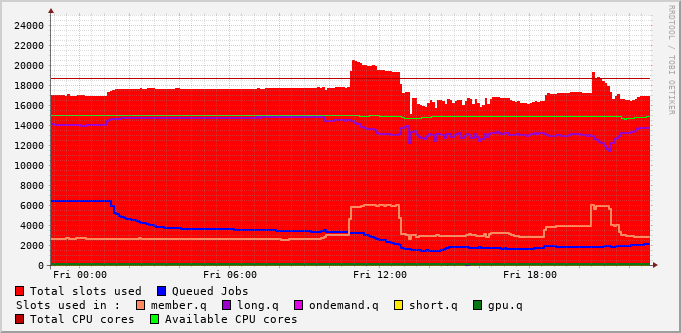 24000
22000
20000
18000
16000
14000
12000
10000
8000
6000
4000
2000
0
Fri 00:00 Fri 06:00 Fri 12:00 Fri 18:00
RRDTOOL / TOBI OETIKER
Total slots used Queued Jobs
Slots used in : member.q long.q ondemand.q short.q gpu.q
Total CPU cores Available CPU cores